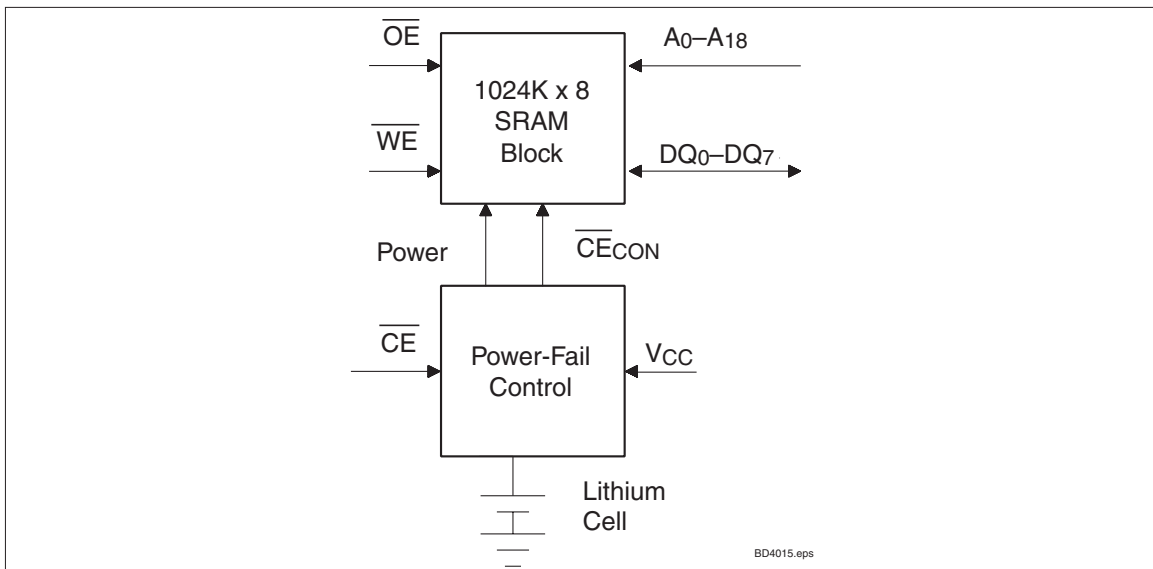 OE
A0–A18
1024K x 8
SRAM
Block
WE
DQ0–DQ7
Power
CECON
CE
Power-Fail
Control
VCC
Lithium
Cell
BD4015.eps